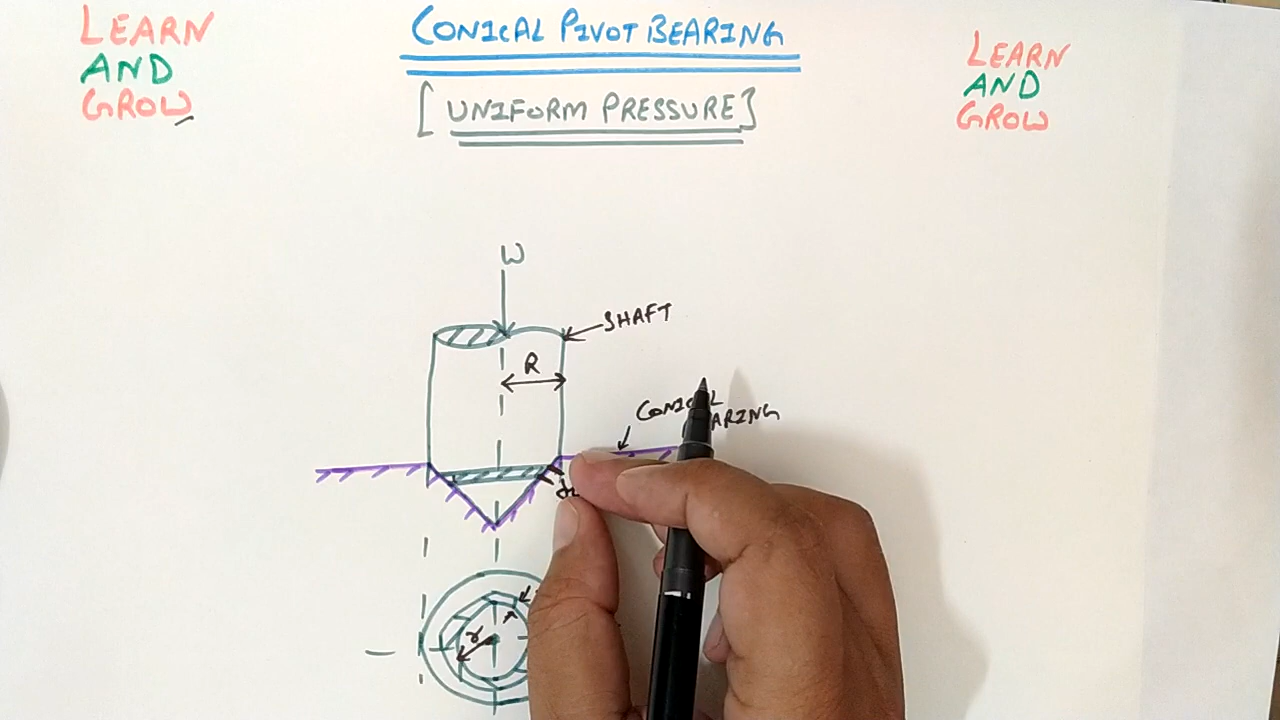 LEARN
AND
GROW
CONICAL PIVOT BEARING
[UNIFORM PRESSURE]
LEARN
AND
GROW
W
SHAFT
R
r